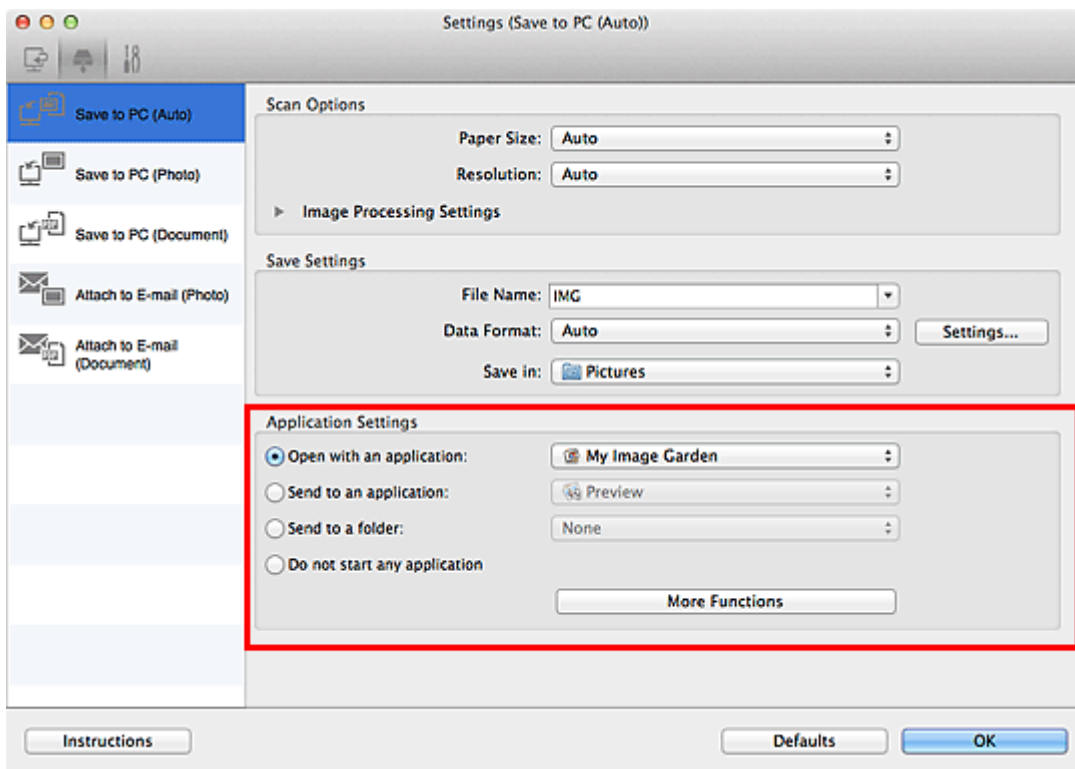 Settings (Save to PC (Auto))
Save to PC (Auto)
Save to PC (Photo)
Save to PC (Document)
Attach to E-mail (Photo)
Attach to E-mail
(Document)
Scan Options
Paper Size: Auto
Resolution: Auto
Image Processing Settings
Save Settings
File Name: IMG
Data Format: Auto Settings...
Save in: Pictures
Application Settings
Open with an application: My Image Garden
Send to an application: Preview
Send to a folder: None
Do not start any application
More Functions
Instructions Defaults OK